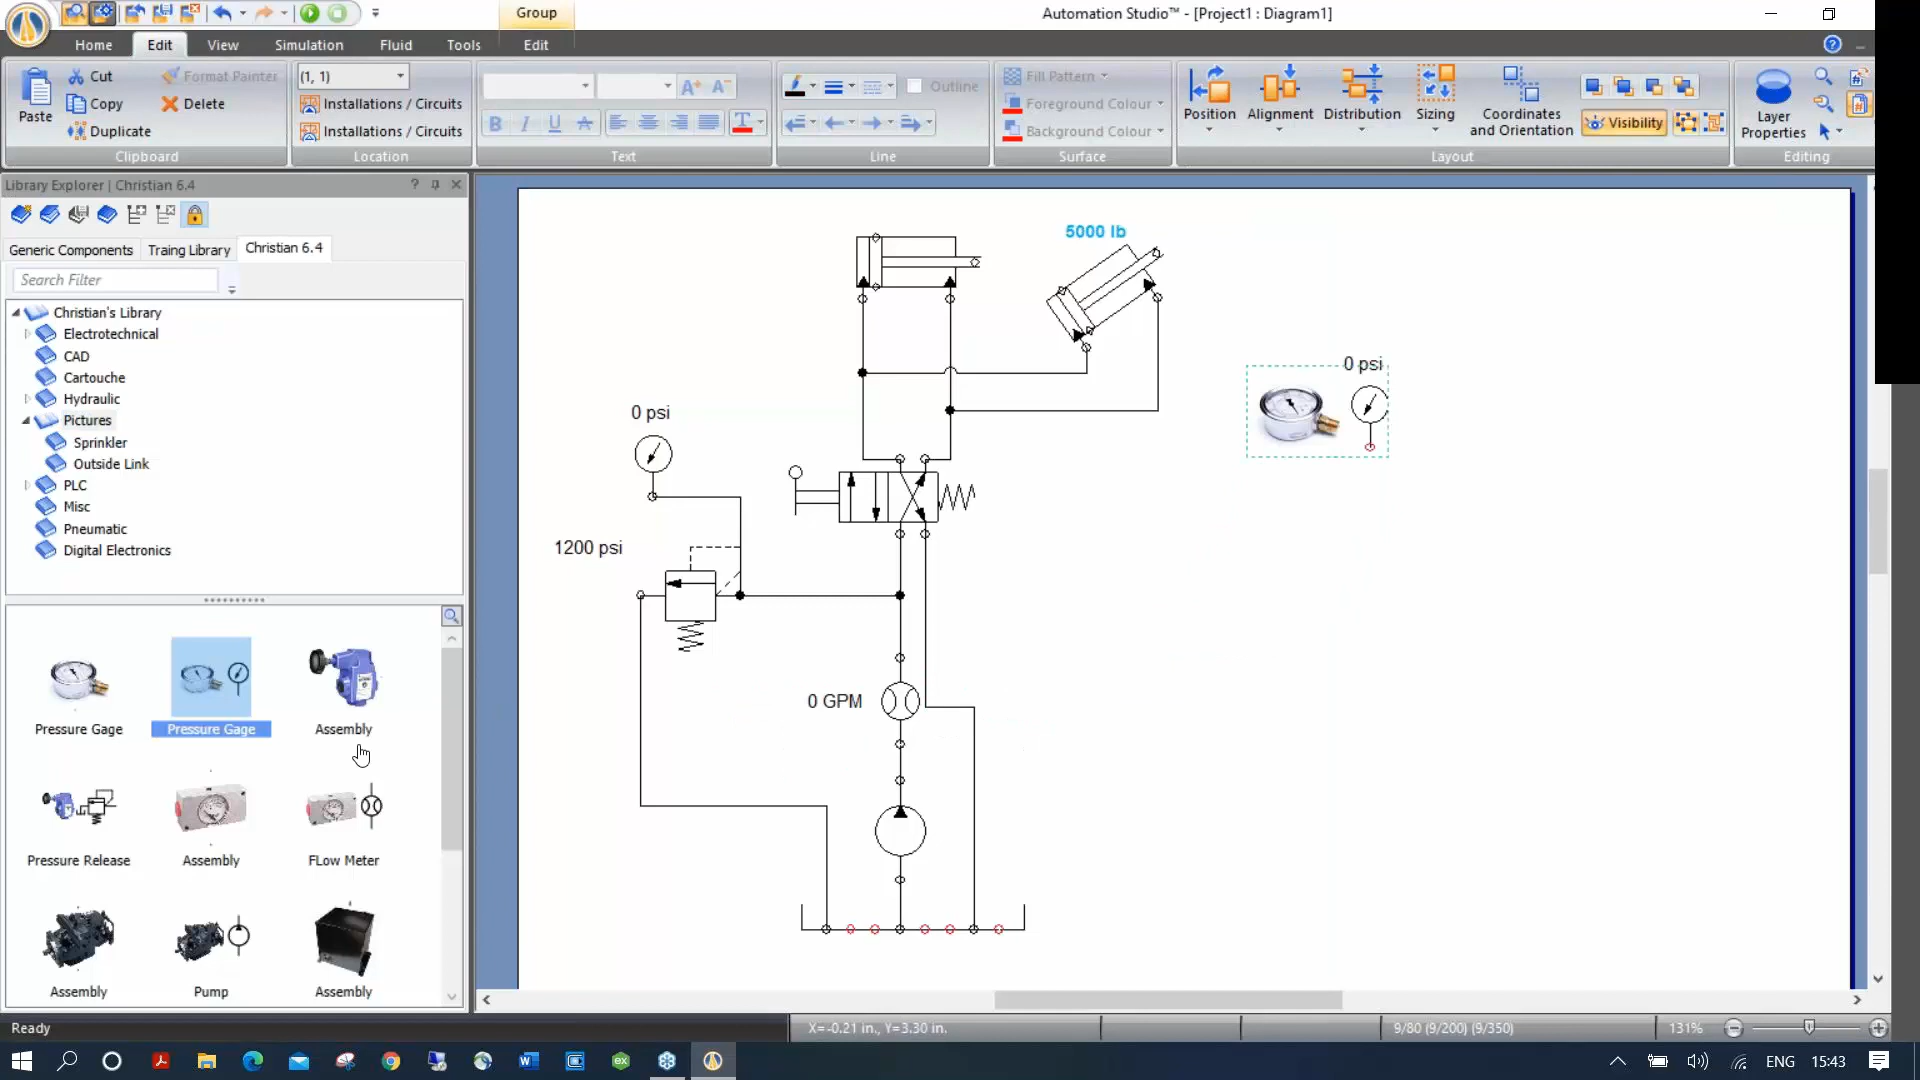 Group
Automation Studio™ - [Project1 : Diagram1]
Home
Edit
View
Simulation
Fluid
Tools
Edit
Paste
Cut
Copy
Duplicate
Format Painter
Delete
Clipboard
(1, 1)
Installations / Circuits
Installations / Circuits
Location
Text
Outline
Line
Fill Pattern
Foreground Colour
Background Colour
Surface
Position
Alignment
Distribution
Sizing
Coordinates
and Orientation
Visibility
Layout
Layer
Properties
Editing
Library Explorer | Christian 6.4
Generic Components
Traing Library
Christian 6.4
Search Filter
Christian's Library
Electrotechnical
CAD
Cartouche
Hydraulic
Pictures
Sprinkler
Outside Link
PLC
Misc
Pneumatic
Digital Electronics
Pressure Gage
Pressure Gage
Assembly
Pressure Release
Assembly
FLow Meter
Assembly
Pump
Assembly
5000 lb
0 psi
0 psi
1200 psi
0 GPM
Ready
X=-0.21 in., Y=3.30 in.
9/80 (9/200) (9/350)
131%
ENG
15:43